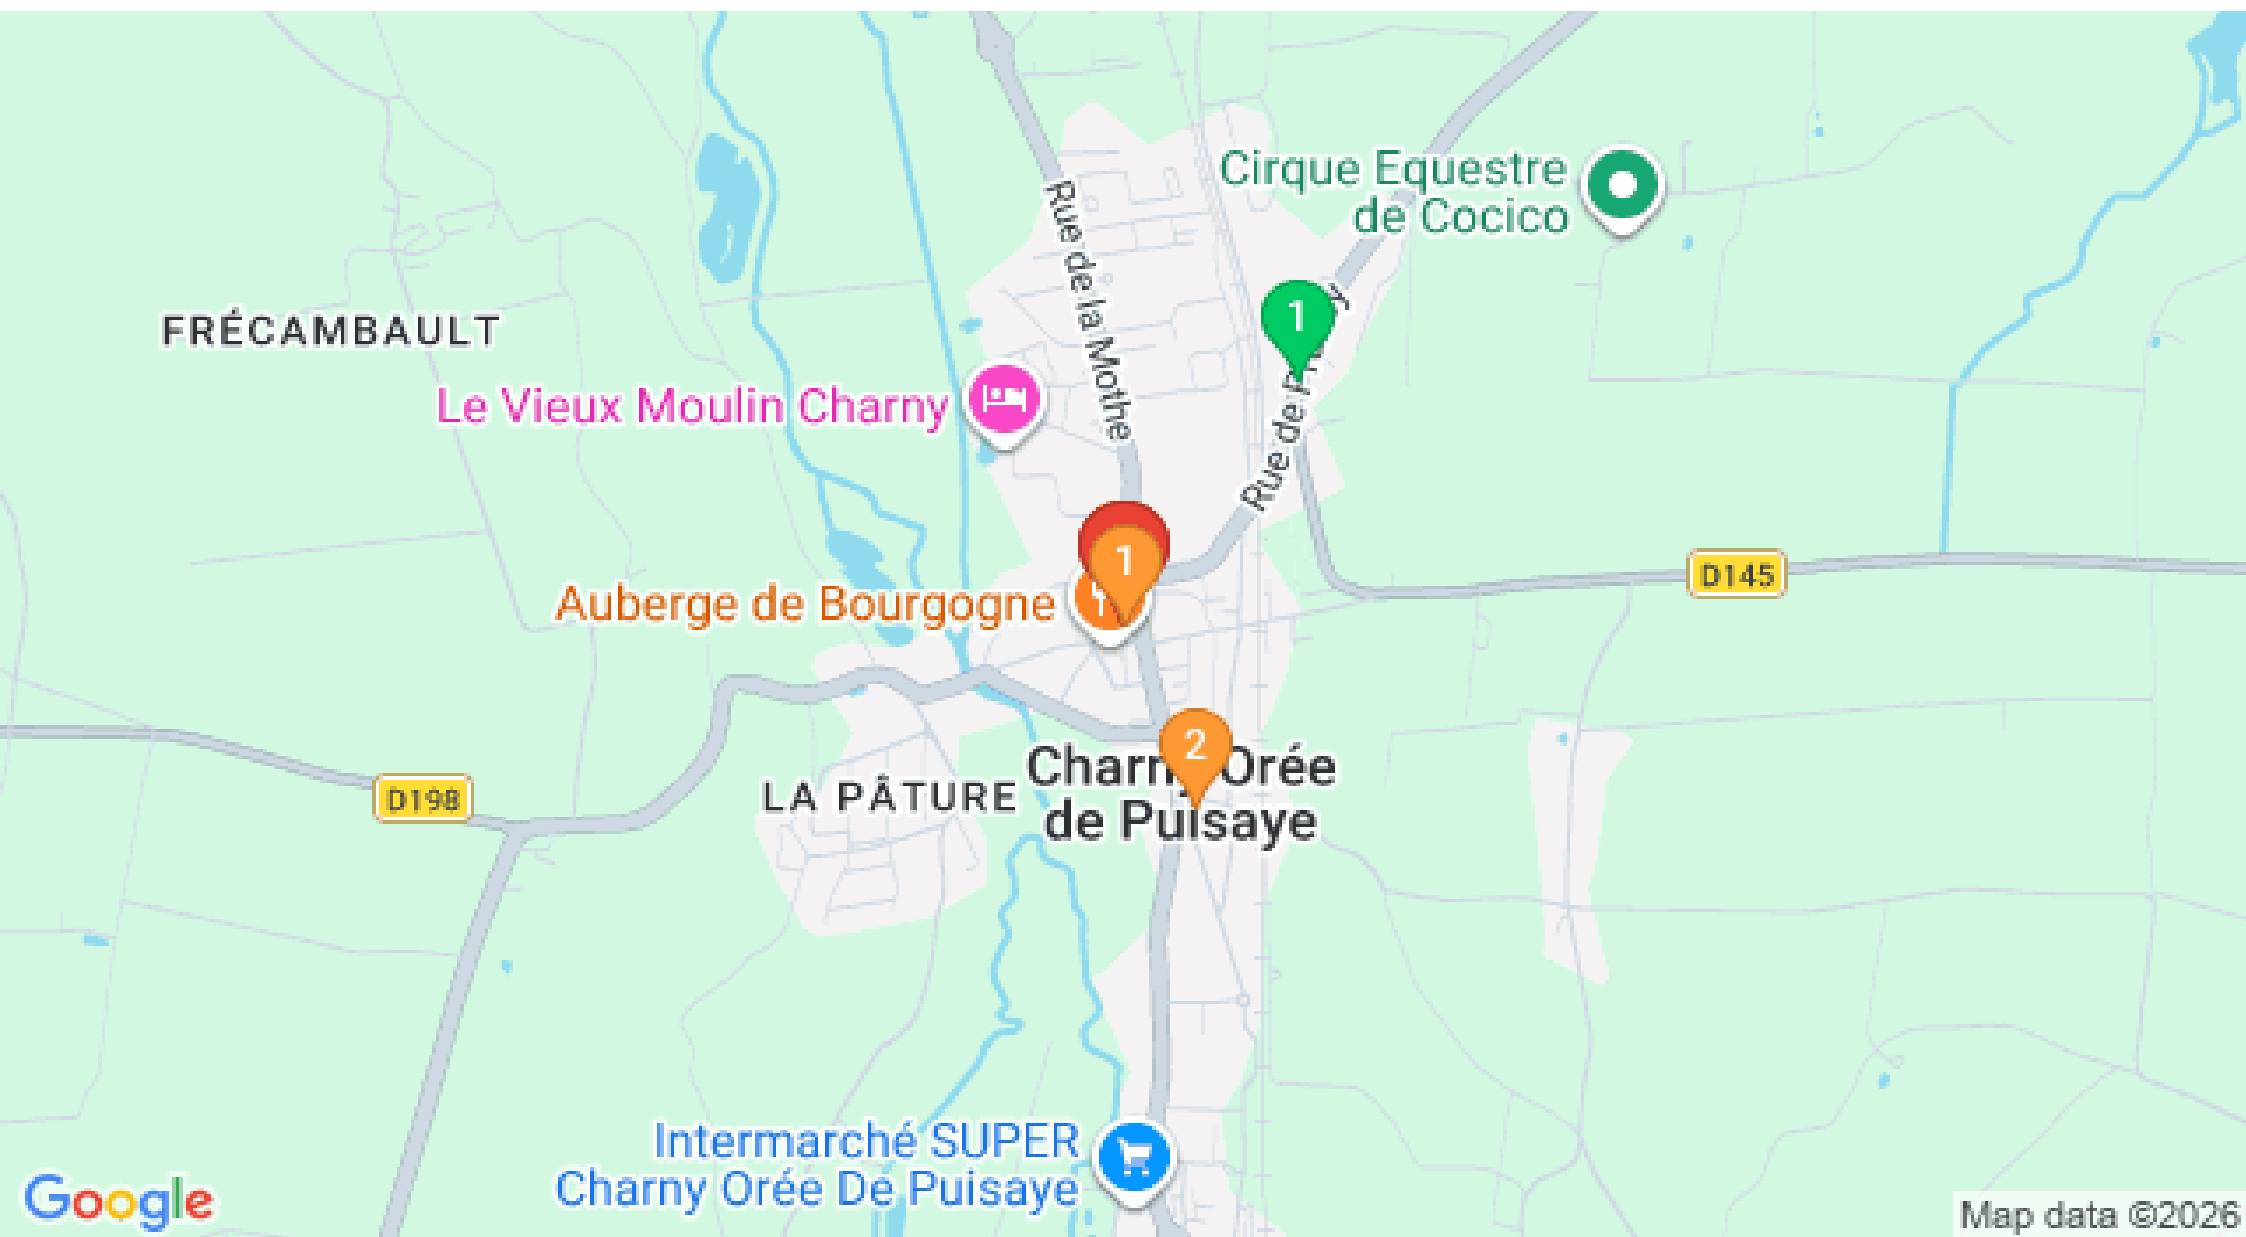 Cirque Equestre
de Cocico
Rue de la Mothe
1
FRÉCAMBAULT
Le Vieux Moulin Charny
Rue de
1
D145
Auberge de Bourgogne
2
Orée
de Puisaye
D198
LA PÂTURE
Intermarché SUPER
Charny Orée De Puisaye
Google
Map data ©2026